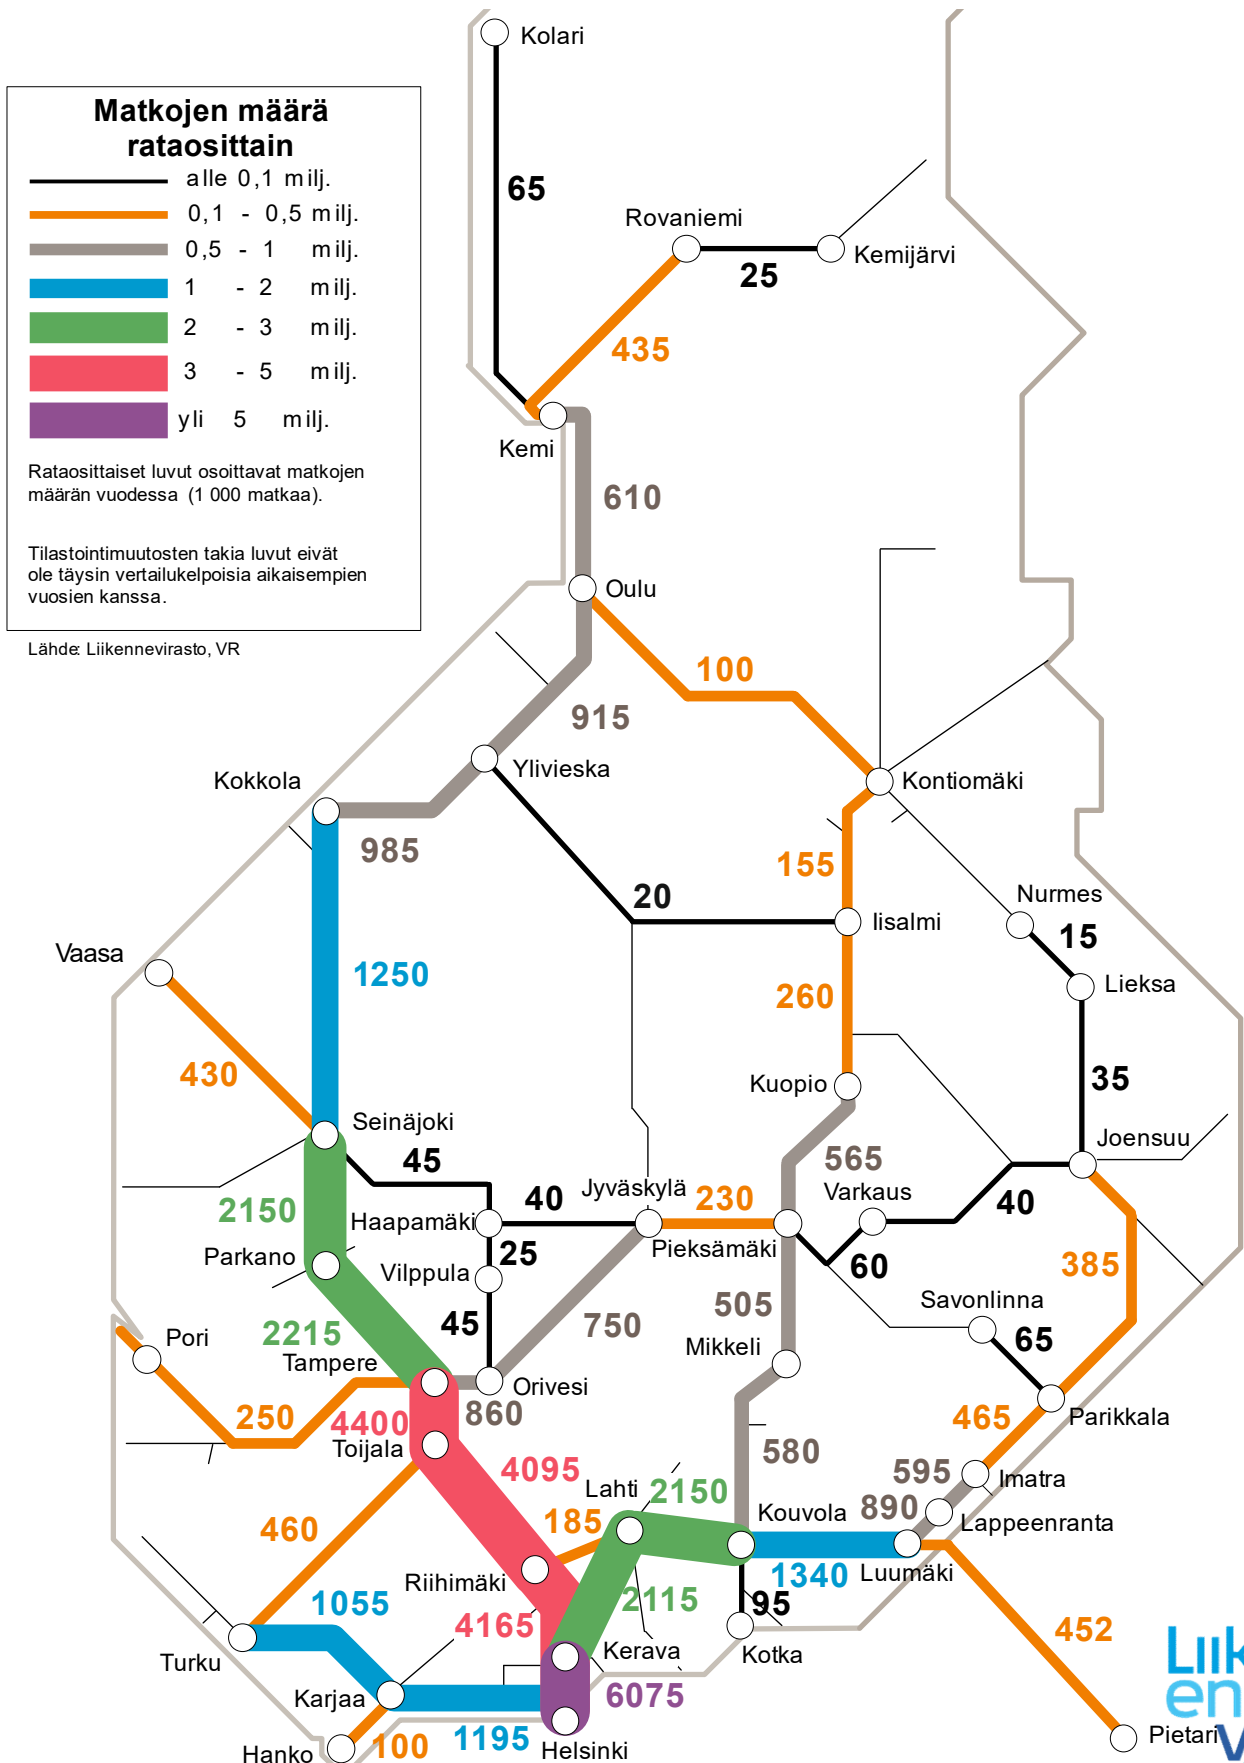 Kolari
Matkojen määrä
rataosittain
alle 0,1 milj.
0,1 - 0,5 milj.
0,5 - 1 milj.
1 - 2 milj.
2 - 3 milj.
3 - 5 milj.
yli 5 milj.
Rataosittaiset luvut osoittavat matkojen
määrän vuodessa (1 000 matkaa).
Tilastointimuutosten takia luvut eivät
ole täysin vertailukelpoisia aikaisempien
vuosien kanssa.
Lähde: Liikennevirasto, VR
65
Rovaniemi
25
Kemijärvi
435
Kemi
610
Oulu
100
915
Ylivieska
Kokkola
Kontiomäki
985
155
20
Nurmes
Iisalmi
15
Vaasa
1250
260
Lieksa
430
Kuopio
35
Seinäjoki
45
565
Joensuu
Jyväskylä
230
Varkaus
40
40
2150
Haapamäki
Pieksämäki
25
60
385
Parkano
Vilppula
505
Savonlinna
45
750
65
2215
Pori
Mikkeli
Tampere
Orivesi
250
4400
860
465
Parikkala
Toijala
580
4095
595
Imatra
Lahti
2150
890
Kouvola
Lappeenranta
460
185
Riihimäki
1340
Luumäki
1055
2115
95
4165
452
Turku
Kerava
Kotka
Karjaa
6075
1195
Hanko
100
Helsinki
Pietari
Liik
en
V